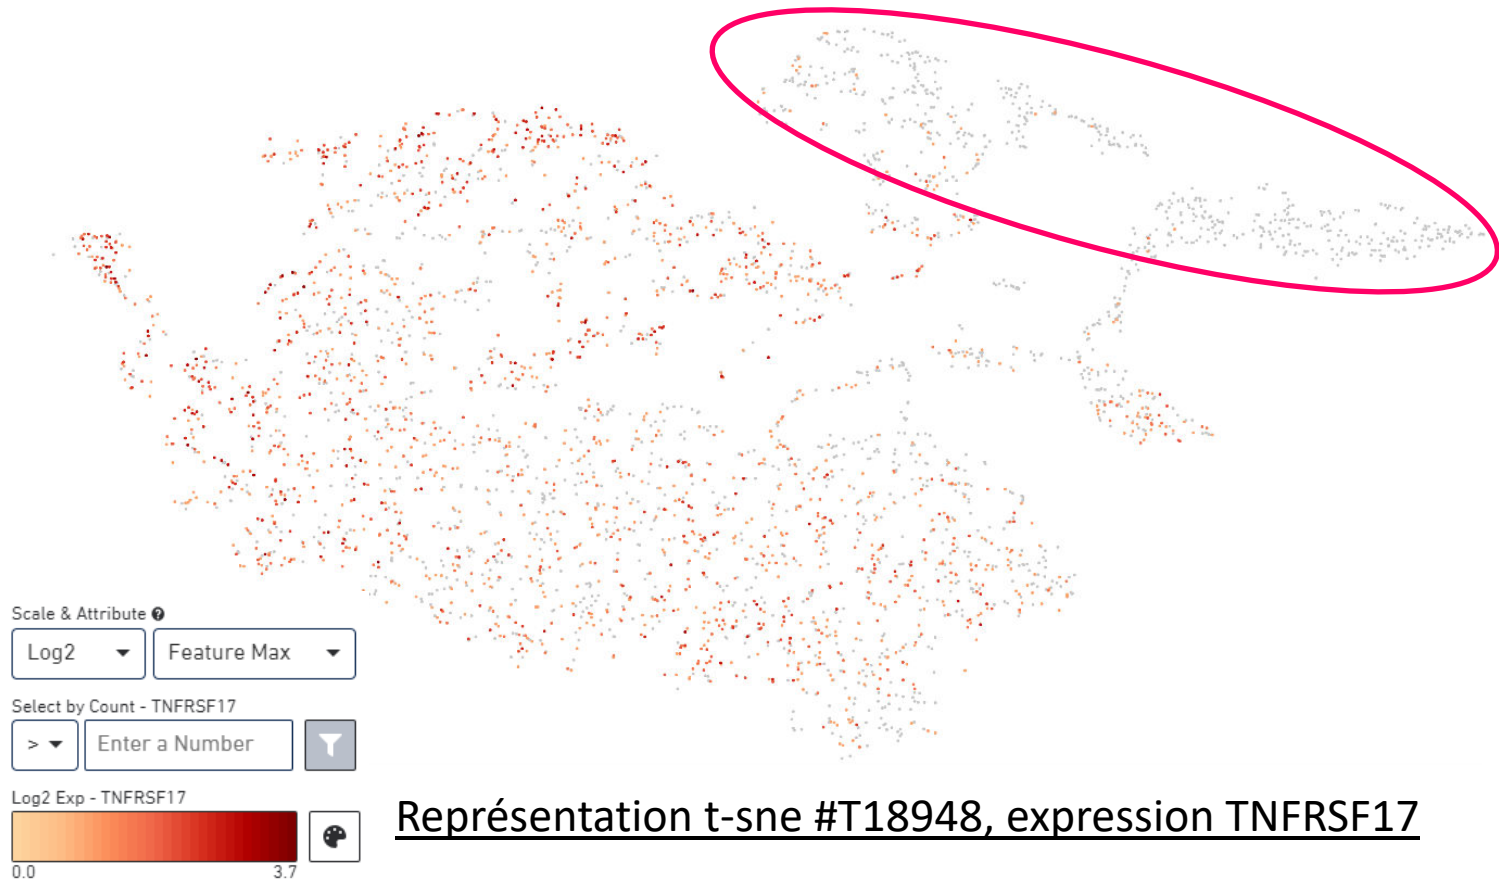 Scale & Attribute ?
Log2 Feature Max
Select by Count - TNFRSF17
> Enter a Number
Log2 Exp - TNFRSF17
0.0 3.7
Représentation t-sne #T18948, expression TNFRSF17